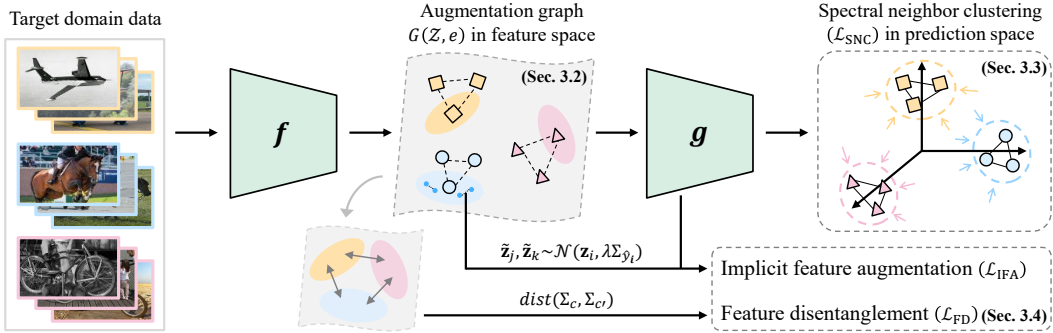 Target domain data
Augmentation graph
G(Z, e) in feature space
Spectral neighbor clustering
(ℒ_SNC) in prediction space
(Sec. 3.2)
(Sec. 3.3)
f
g
z̃_j, z̃_k~𝒩(z_i, λΣ_ŷ_i)
Implicit feature augmentation (ℒ_IFA)
dist(Σ_c, Σ_c′)
Feature disentanglement (ℒ_FD) (Sec. 3.4)